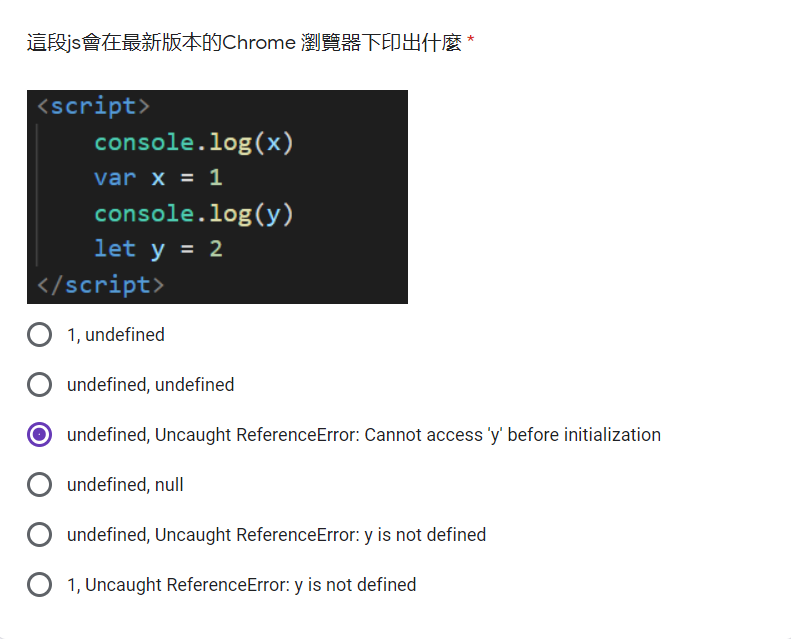 這段js會在最新版本的Chrome 瀏覽器下印出什麼 *
<script>
console.log(x)
var x = 1
console.log(y)
let y = 2
</script>
1, undefined
undefined, undefined
undefined, Uncaught ReferenceError: Cannot access 'y' before initialization
undefined, null
undefined, Uncaught ReferenceError: y is not defined
1, Uncaught ReferenceError: y is not defined